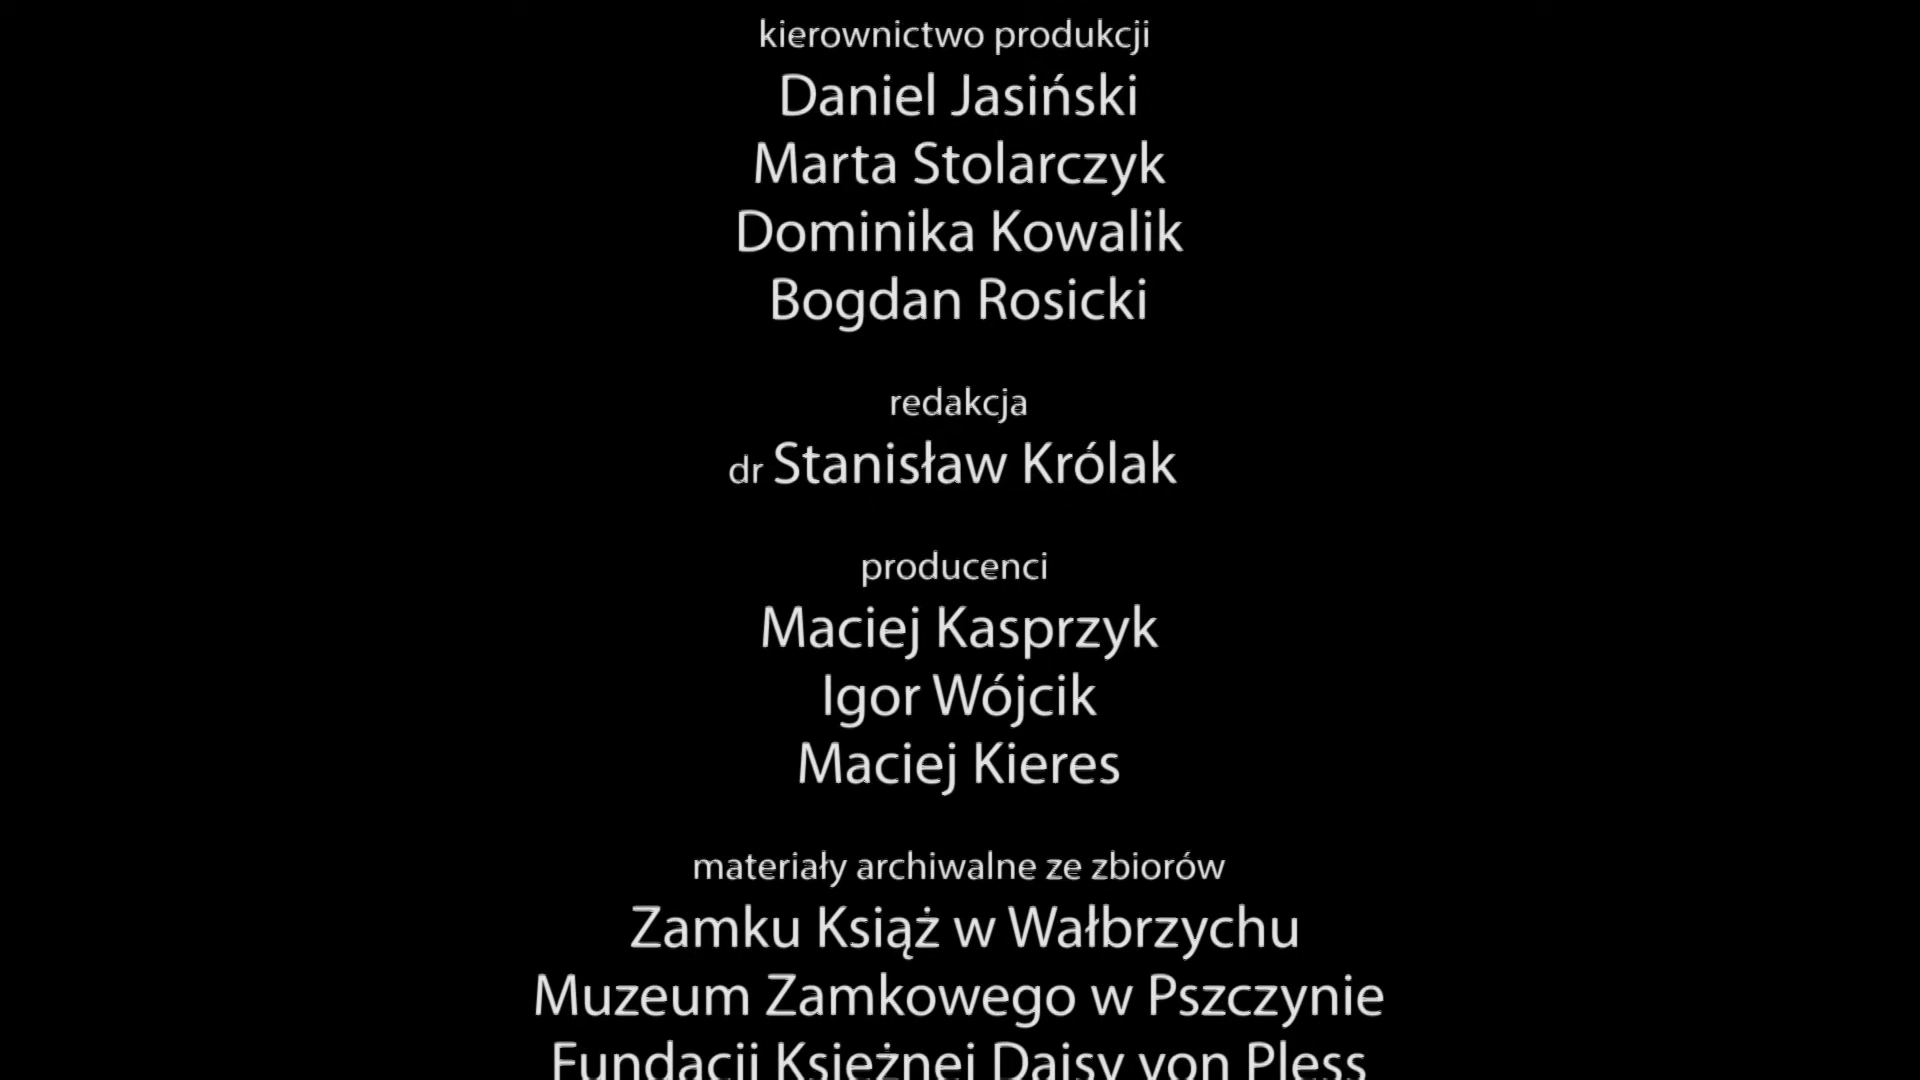 kierownictwo produkcji
Daniel Jasiński
Marta Stolarczyk
Dominika Kowalik
Bogdan Rosicki
redakcja
dr Stanisław Królak
producenci
Maciej Kasprzyk
Igor Wójcik
Maciej Kieres
materiały archiwalne ze zbiorów
Zamku Książ w Wałbrzychu
Muzeum Zamkowego w Pszczynie
Fundacji Księżnej Daisy von Pless